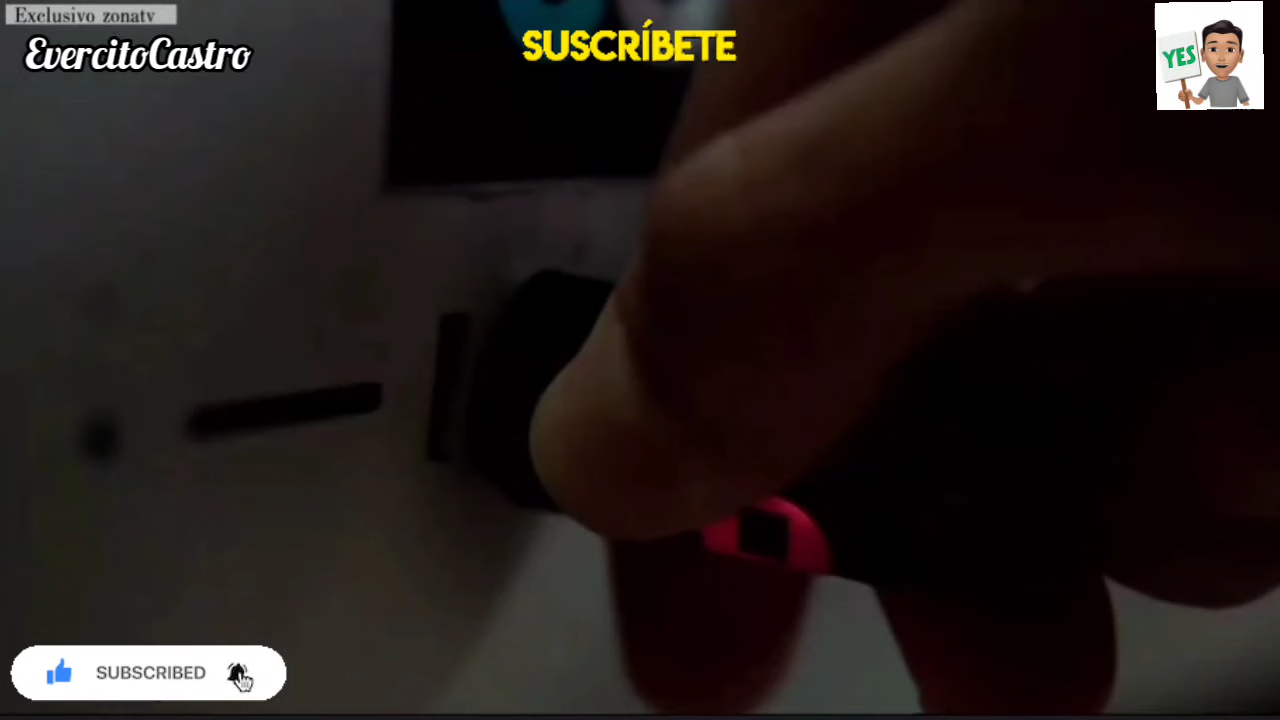 Exclusivo zonatv
EvercitoCastro
SUSCRÍBETE
YES
SUBSCRIBED